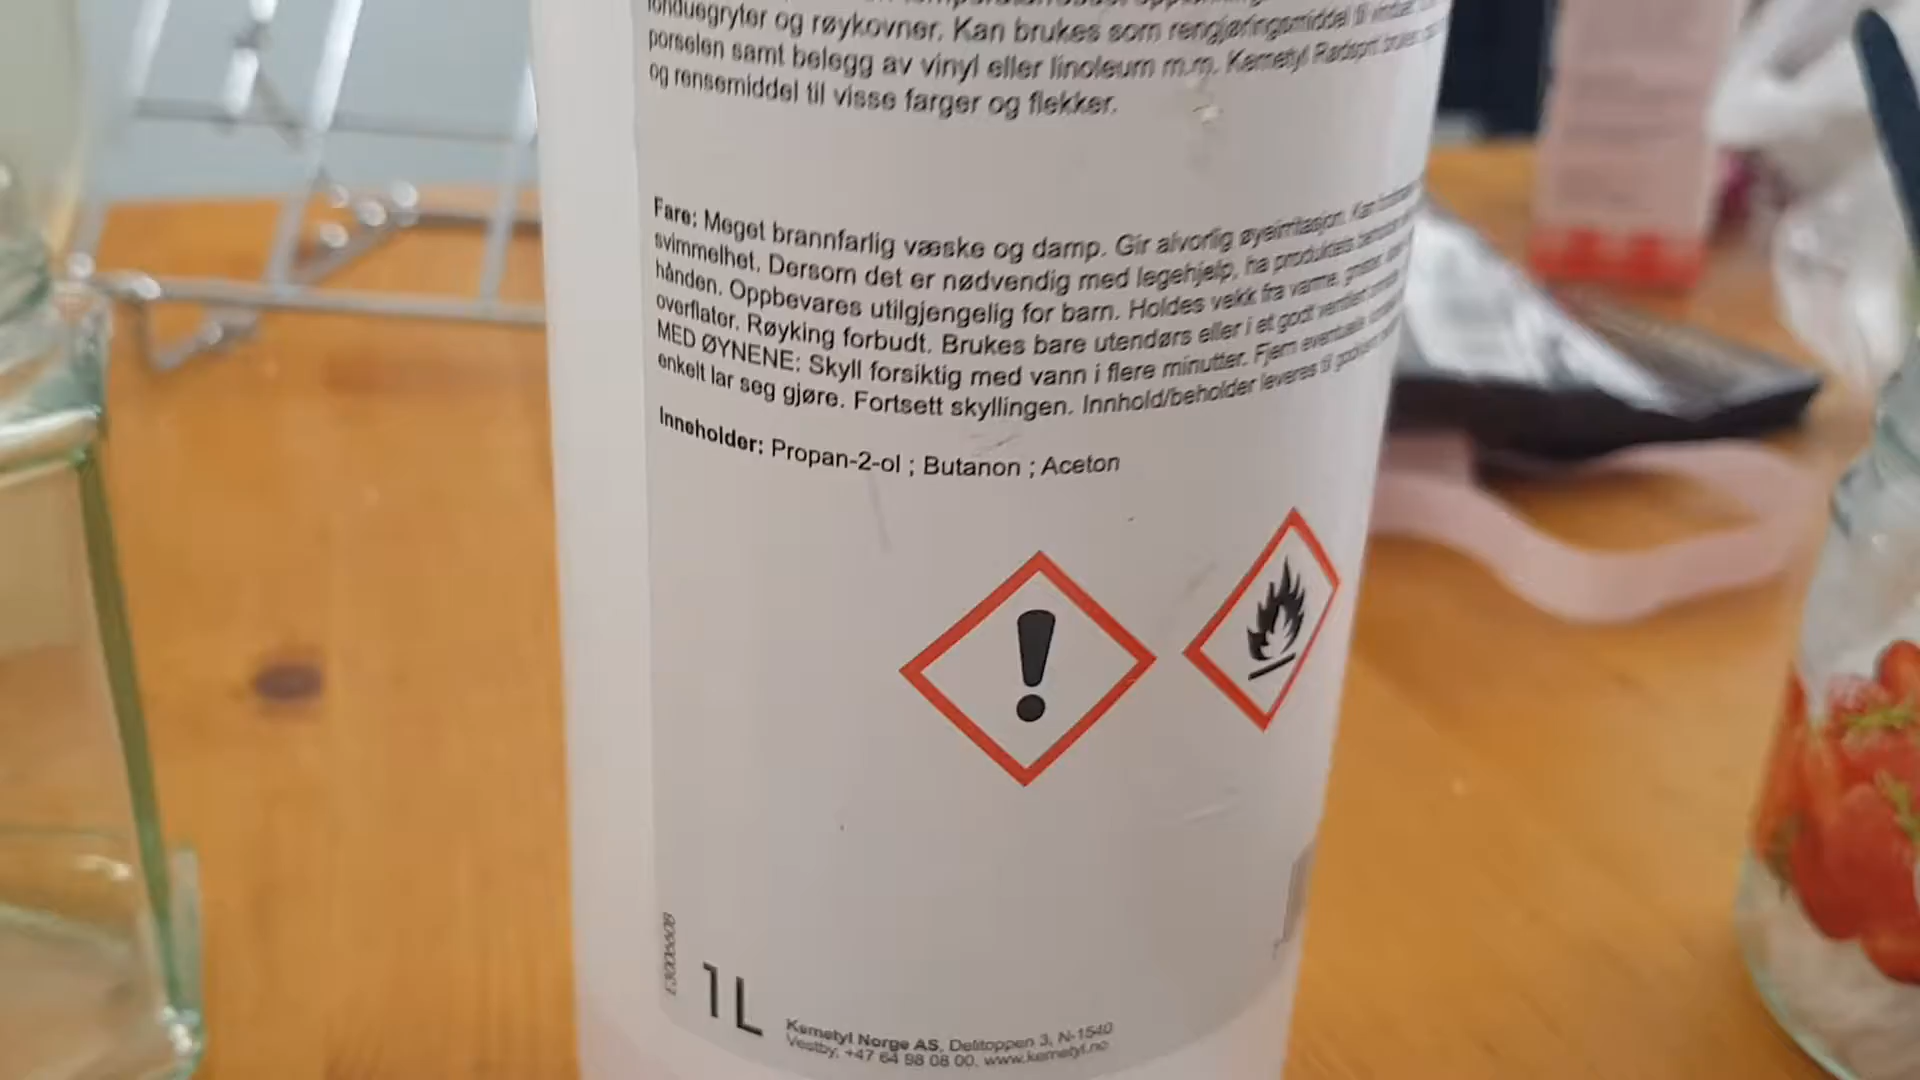 fonduegryter og røykovner. Kan brukes som rengjøringsmiddel til
porselen samt belegg av vinyl eller linoleum m.m. Kemetyl Rødsprit brukes
og rensemiddel til visse farger og flekker.
Fare: Meget brannfarlig væske og damp. Gir alvorlig øyeirritasjon. Kan
svimmelhet. Dersom det er nødvendig med legehjelp, ha produktets
hånden. Oppbevares utilgjengelig for barn. Holdes vekk fra varme, gnister,
overflater. Røyking forbudt. Brukes bare utendørs eller i et godt ventilert
MED ØYNENE: Skyll forsiktig med vann i flere minutter. Fjern eventuelle
enkelt lar seg gjøre. Fortsett skyllingen. Innhold/beholder leveres til
Inneholder: Propan-2-ol ; Butanon ; Aceton
1L
Kemetyl Norge AS, Delitoppen 3, N-1540
Vestby, +47 64 98 08 00, www.kemetyl.no